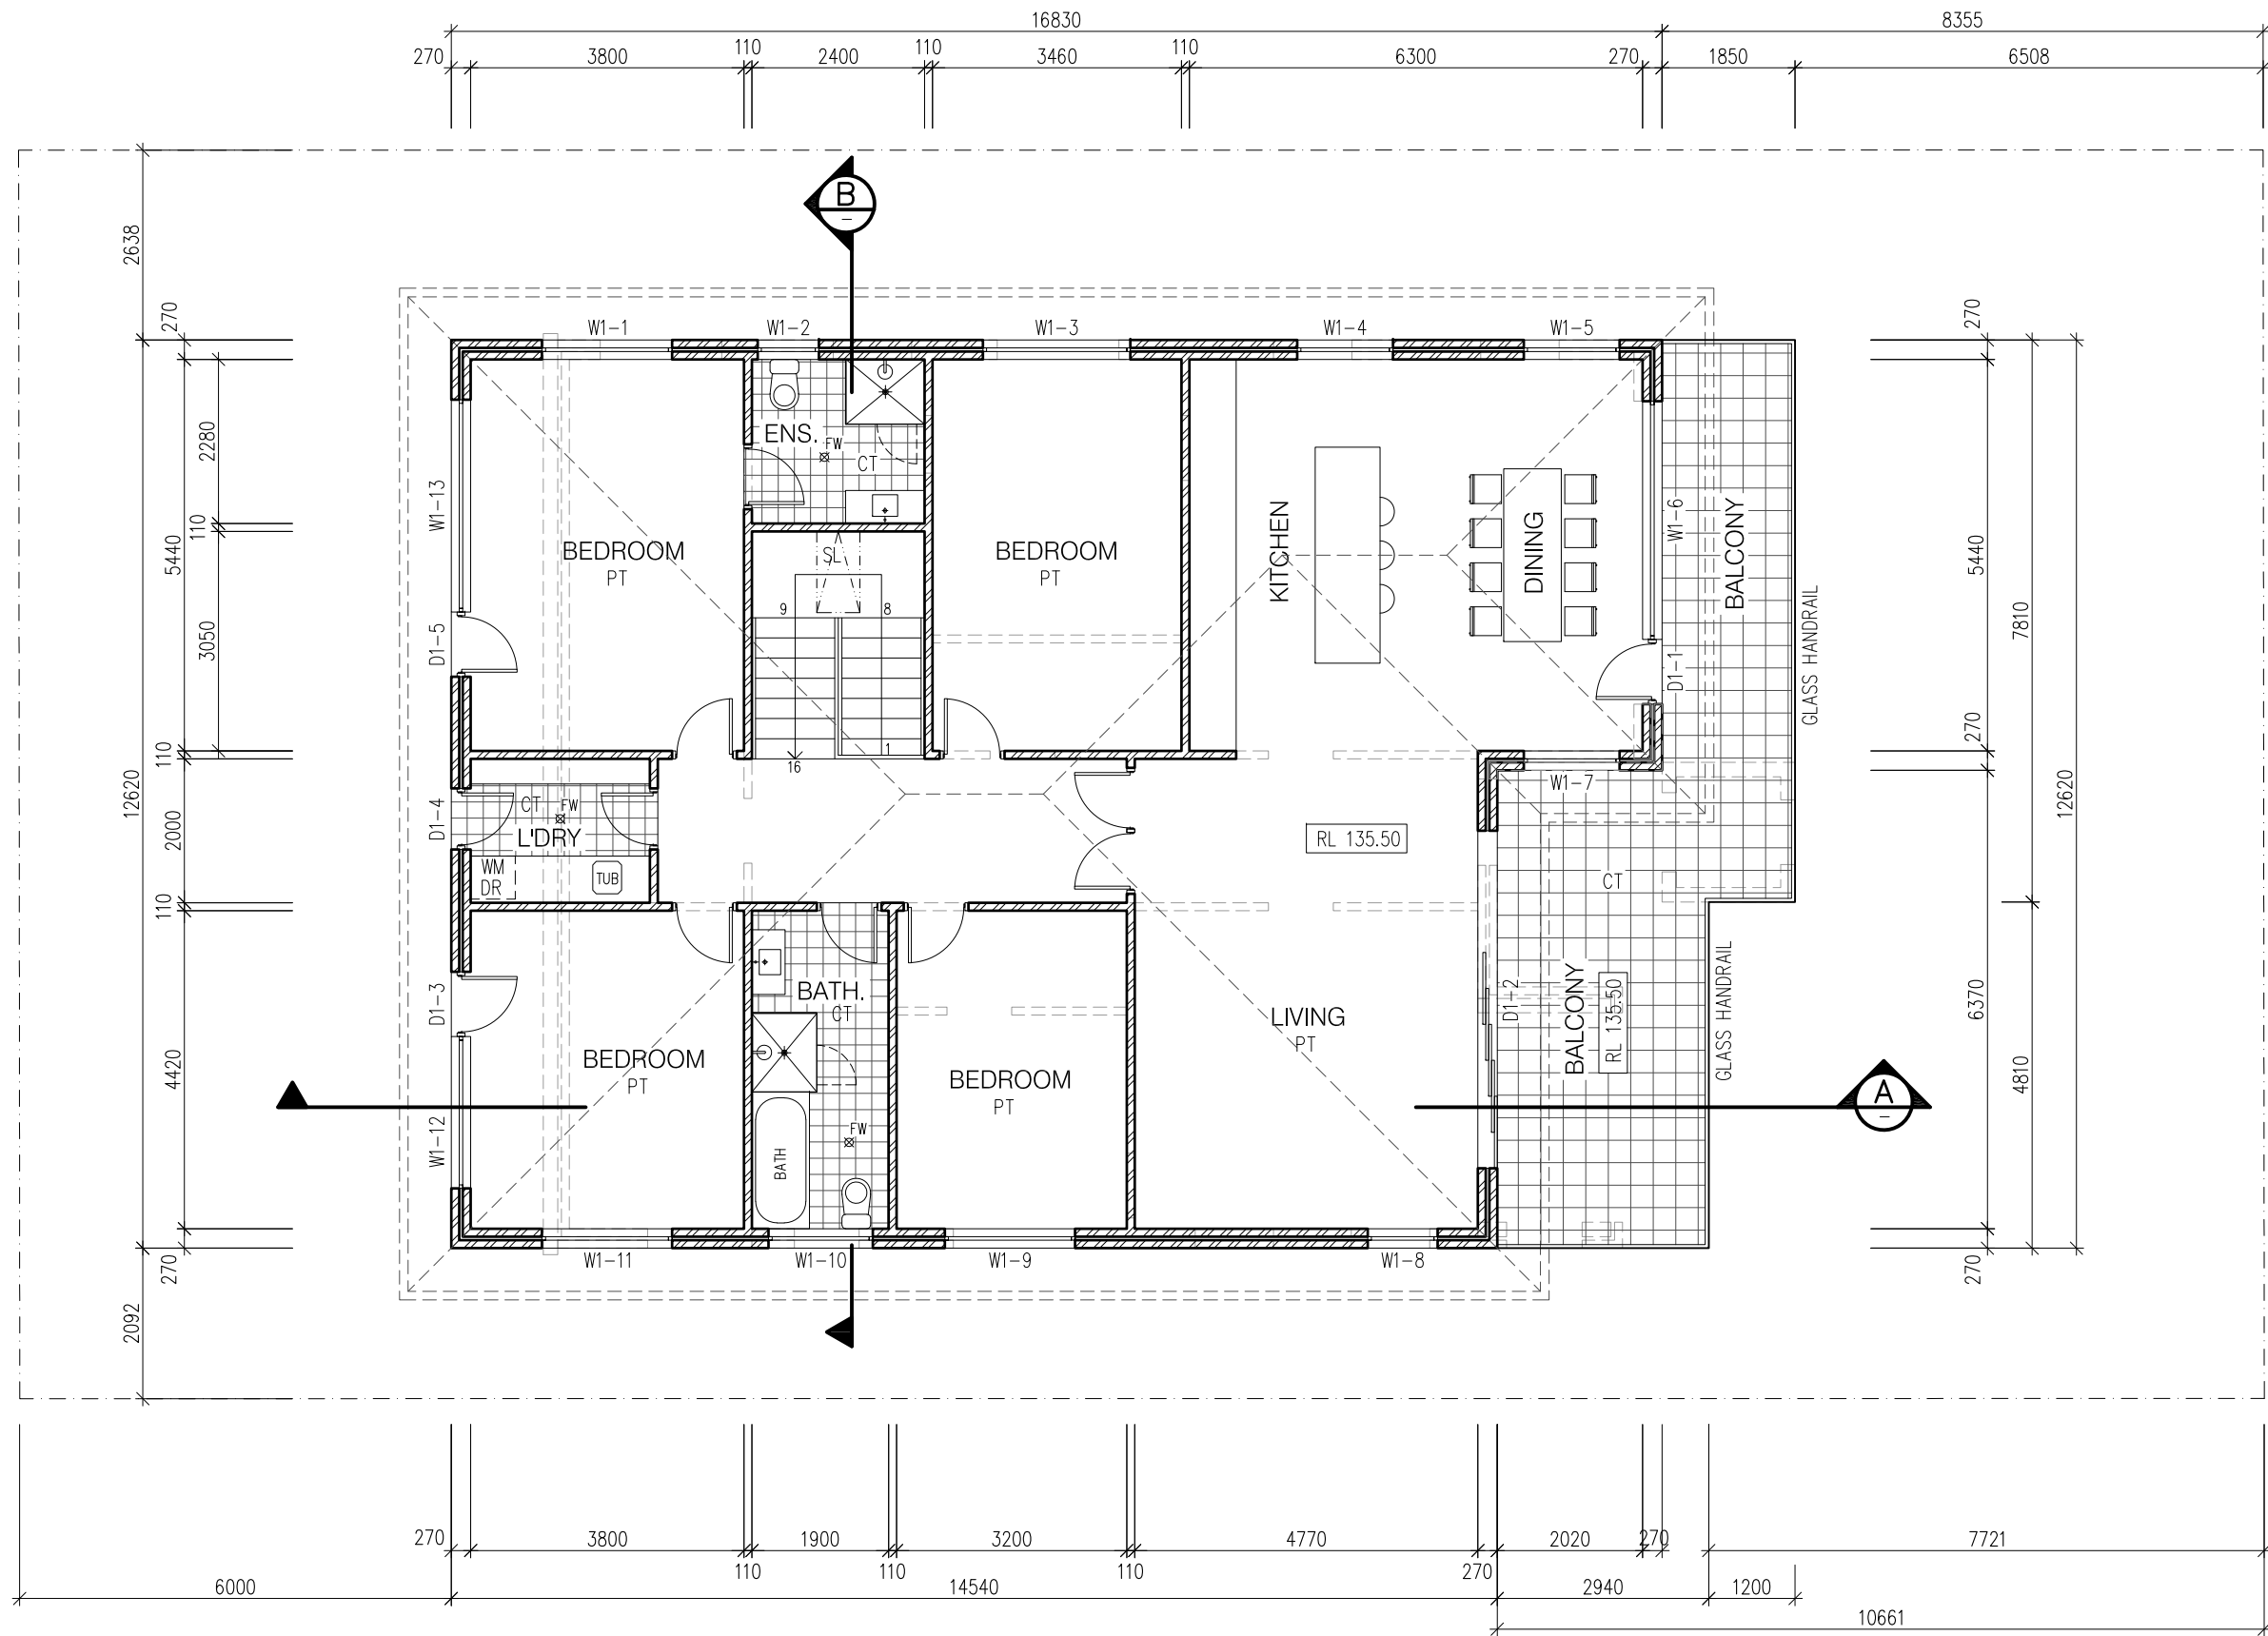 16830
8355
270
3800
110
2400
110
3460
110
6300
270
1850
6508
B
–
2638
270
270
W1-1
W1-2
W1-3
W1-4
W1-5
2280
W1-13
ENS.
FW
CT
KITCHEN
DINING
W1-6
BALCONY
110
5440
BEDROOM
PT
SL
BEDROOM
PT
5440
7810
3050
9
8
D1-5
D1-1
GLASS HANDRAIL
270
110
16
1
W1-7
12620
2000
D1-4
CT
FW
L'DRY
WM
DR
TUB
RL 135.50
CT
12620
110
D1-3
BATH.
CT
LIVING
PT
D1-2
BALCONY
RL 135.50
GLASS HANDRAIL
6370
4420
BEDROOM
PT
BEDROOM
PT
4810
A
–
W1-12
BATH
FW
270
W1-11
W1-10
W1-9
W1-8
270
2092
270
3800
1900
3200
4770
2020
270
7721
110
110
110
270
6000
14540
2940
1200
10661